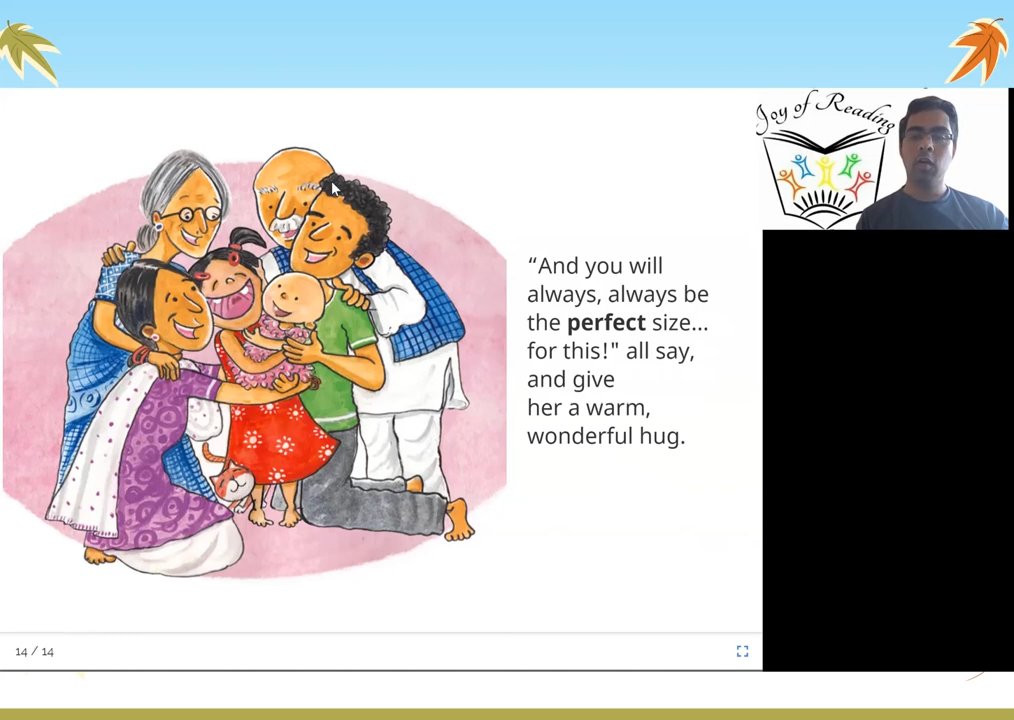 Joy of Reading
“And you will
always, always be
the perfect size...
for this!" all say,
and give
her a warm,
wonderful hug.
14 / 14